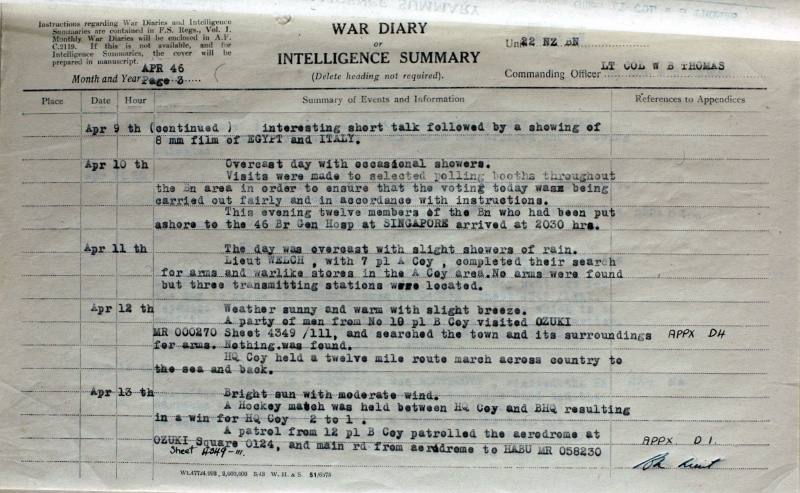 Instructions regarding War Diaries and Intelligence
Summaries are contained in F.S. Regs., Vol. 1.
Monthly War Diaries will be enclosed in A.F.
C.2119. If this is not available, and for
Intelligence Summaries, the cover will be
prepared in manuscript.
APR 46
Month and Year Page 3
WAR DIARY
or
INTELLIGENCE SUMMARY
(Delete heading not required).
Unit 22 NZ BN
Commanding Officer LT COL W B THOMAS
Place Date Hour Summary of Events and Information References to Appendices
Apr 9 th (continued ) interesting short talk followed by a showing of
8 mm film of EGYPT and ITALY.
Apr 10 th Overcast day with occasional showers.
Visits were made to selected polling booths throughout
the Bn area in order to ensure that the voting today was being
carried out fairly and in accordance with instructions.
This evening twelve members of the Bn who had been put
ashore to the 46 Br Gen Hosp at SINGAPORE arrived at 2030 hrs.
Apr 11 th The day was overcast with slight showers of rain.
Lieut WELCH , with 7 pl A Coy , completed their search
for arms and warlike stores in the A Coy area.No arms were found
but three transmitting stations were located.
Apr 12 th Weather sunny and warm with slight breeze.
A party of men from No 10 pl B Coy visited OZUKI
MR 000270 Sheet 4349 /111, and searched the town and its surroundings APPX DH
for arms. Nothing.was found.
HQ Coy held a twelve mile route march across country to
the sea and back.
Apr 13 th Bright sun with moderate wind.
A Hockey match was held between HQ Coy and BHQ resulting
in a win for HQ Coy 2 to 1 .
A patrol from 12 pl B Coy patrolled the aerodrome at
OZUKI Square 0124, and main rd from aerodrome to HABU MR 058230 APPX. D 1.
Sheet 4349-111.